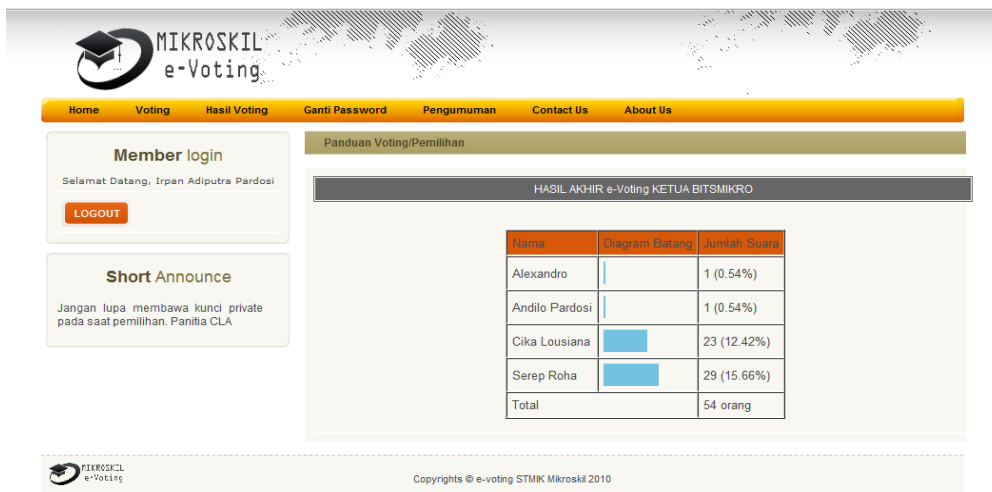 MIKROSKIL
e-Voting
Home Voting Hasil Voting Ganti Password Pengumuman Contact Us About Us
Member login
Selamat Datang, Irpan Adiputra Pardosi
LOGOUT
Short Announce
Jangan lupa membawa kunci private
pada saat pemilihan. Panitia CLA
Panduan Voting/Pemilihan
HASIL AKHIR e-Voting KETUA BITSMIKRO
Nama Diagram Batang Jumlah Suara
Alexandro 1 (0.54%)
Andilo Pardosi 1 (0.54%)
Cika Lousiana 23 (12.42%)
Serep Roha 29 (15.66%)
Total 54 orang
MIKROSKIL
e-Voting
Copyrights © e-voting STMIK Mikroskil 2010